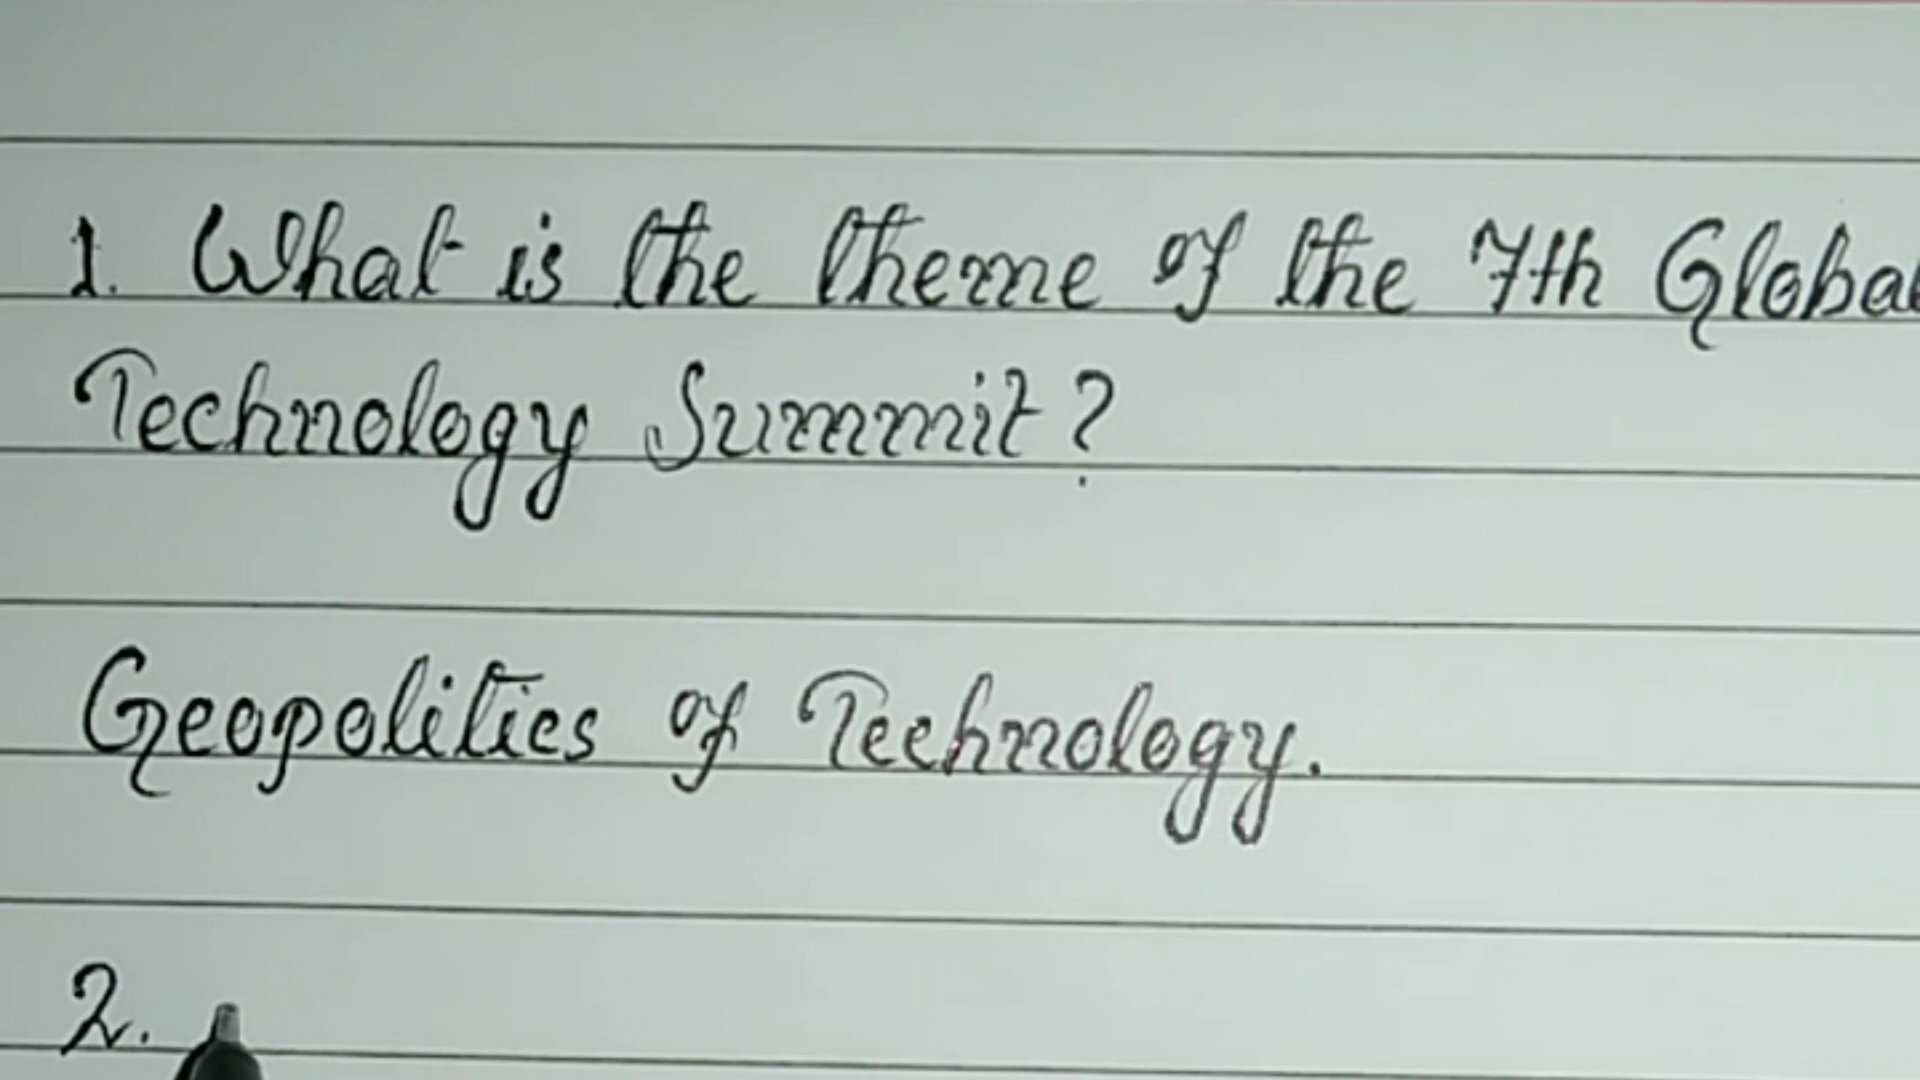 1. What is the theme of the 7th Global
Technology Summit?
Geopolitics of Technology.
2.